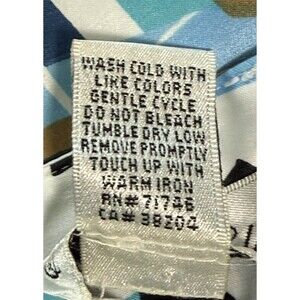 WASH COLD WITH
LIKE COLORS
GENTLE CYCLE
DO NOT BLEACH
TUMBLE DRY LOW
REMOVE PROMPTLY
TOUCH UP WITH
WARM IRON
RN# 71746
CA# 38204